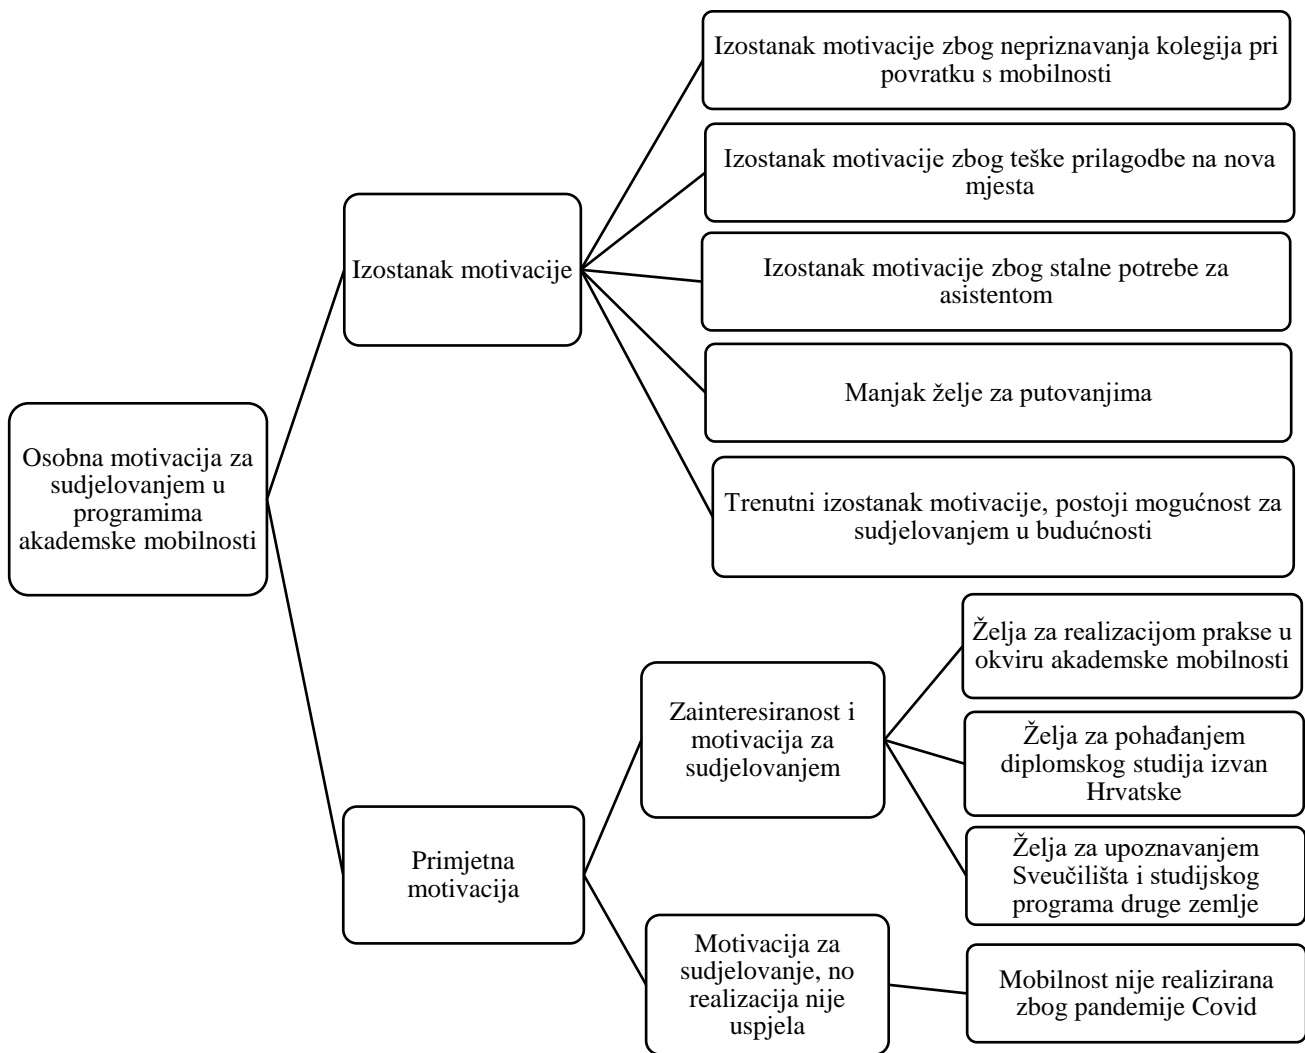 Osobna motivacija za
sudjelovanjem u
programima
akademske mobilnosti
Izostanak motivacije
Izostanak motivacije zbog nepriznavanja kolegija pri
povratku s mobilnosti
Izostanak motivacije zbog teške prilagodbe na nova
mjesta
Izostanak motivacije zbog stalne potrebe za
asistentom
Manjak želje za putovanjima
Trenutni izostanak motivacije, postoji mogućnost za
sudjelovanjem u budućnosti
Primjetna
motivacija
Zainteresiranost i
motivacija za
sudjelovanjem
Želja za realizacijom prakse u
okviru akademske mobilnosti
Želja za pohađanjem
diplomskog studija izvan
Hrvatske
Želja za upoznavanjem
Sveučilišta i studijskog
programa druge zemlje
Motivacija za
sudjelovanje, no
realizacija nije
uspjela
Mobilnost nije realizirana
zbog pandemije Covid